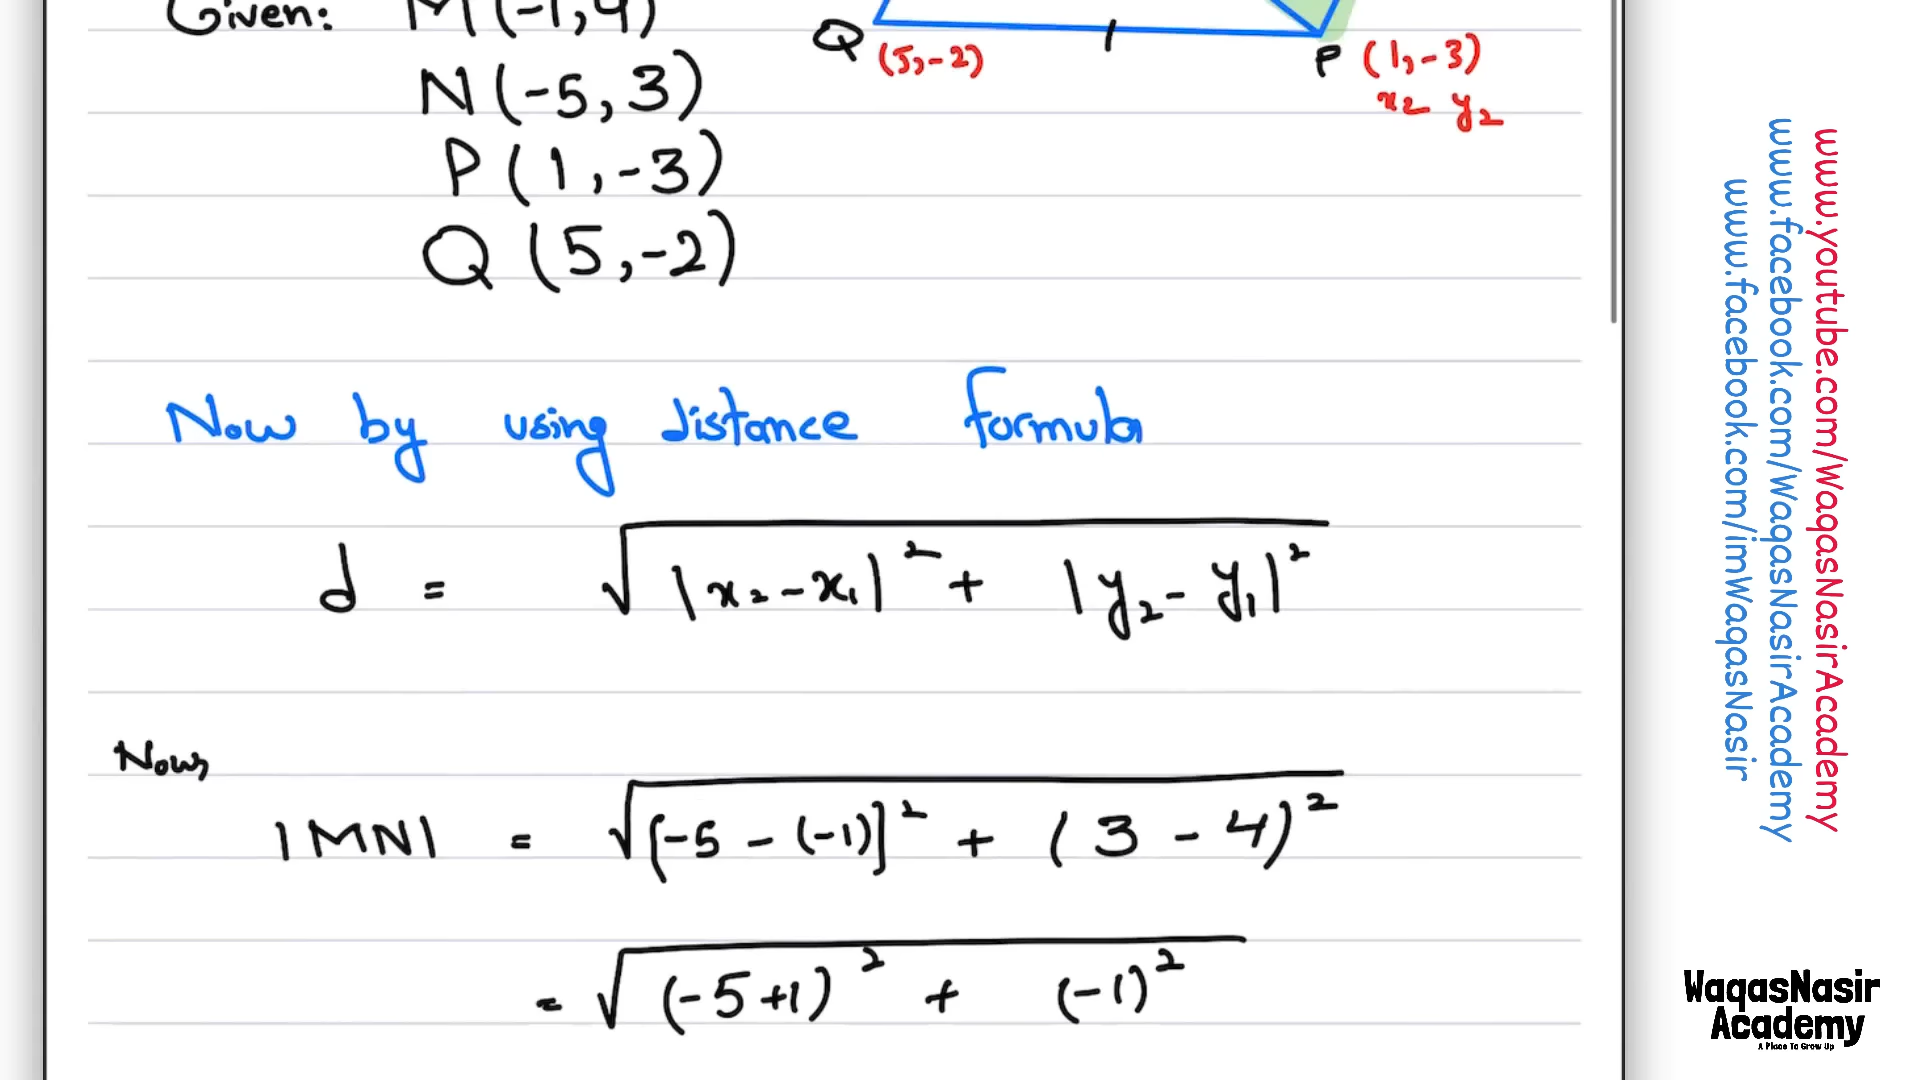 Given: M(-1,4)
N(-5,3)
P(1,-3)
Q(5,-2)
Q (5,-2)
P (1,-3)
x₂ y₂
Now by using distance formula
d = √|x₂-x₁|² + |y₂-y₁|²
Now,
|MN| = √[-5-(-1)]² + (3-4)²
= √(-5+1)² + (-1)²
www.youtube.com/WaqasNasirAcademy
www.facebook.com/WaqasNasirAcademy
www.facebook.com/imWaqasNasir
WaqasNasir
Academy
A Place To Grow Up